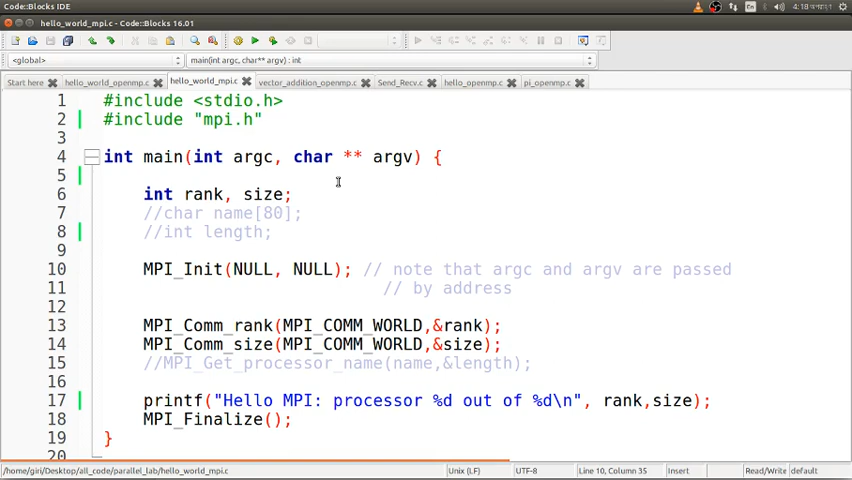 Code::Blocks IDE
En
4:18 অপরাহ্ণ
hello_world_mpi.c - Code::Blocks 16.01
<global>
main(int argc, char** argv) : int
Start here
hello_world_openmp.c
hello_world_mpi.c
vector_addition_openmp.c
Send_Recv.c
hello_openmp.c
pi_openmp.c
1 #include <stdio.h>
2 #include "mpi.h"
3
4 int main(int argc, char ** argv) {
5
6 int rank, size;
7 //char name[80];
8 //int length;
9
10 MPI_Init(NULL, NULL); // note that argc and argv are passed
11 // by address
12
13 MPI_Comm_rank(MPI_COMM_WORLD,&rank);
14 MPI_Comm_size(MPI_COMM_WORLD,&size);
15 //MPI_Get_processor_name(name,&length);
16
17 printf("Hello MPI: processor %d out of %d\n", rank,size);
18 MPI_Finalize();
19 }
20
/home/giri/Desktop/all_code/parallel_lab/hello_world_mpi.c
Unix (LF)
UTF-8
Line 10, Column 35
Insert
Read/Write
default